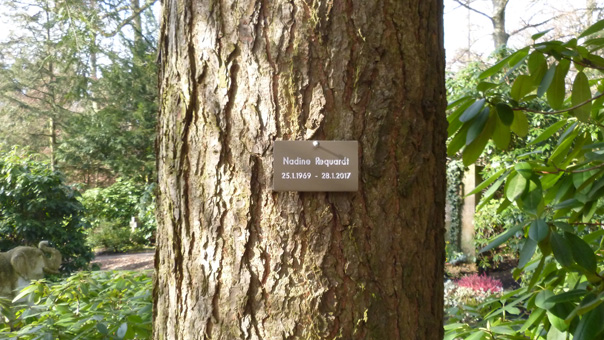 Nadine Requardt
25.1.1969 - 28.1.2017